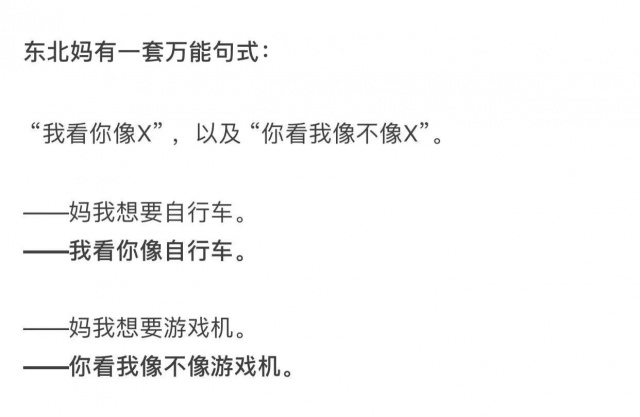 东北妈有一套万能句式：
“我看你像X”，以及“你看我像不像X”。
——妈我想要自行车。
——我看你像自行车。
——妈我想要游戏机。
——你看我像不像游戏机。